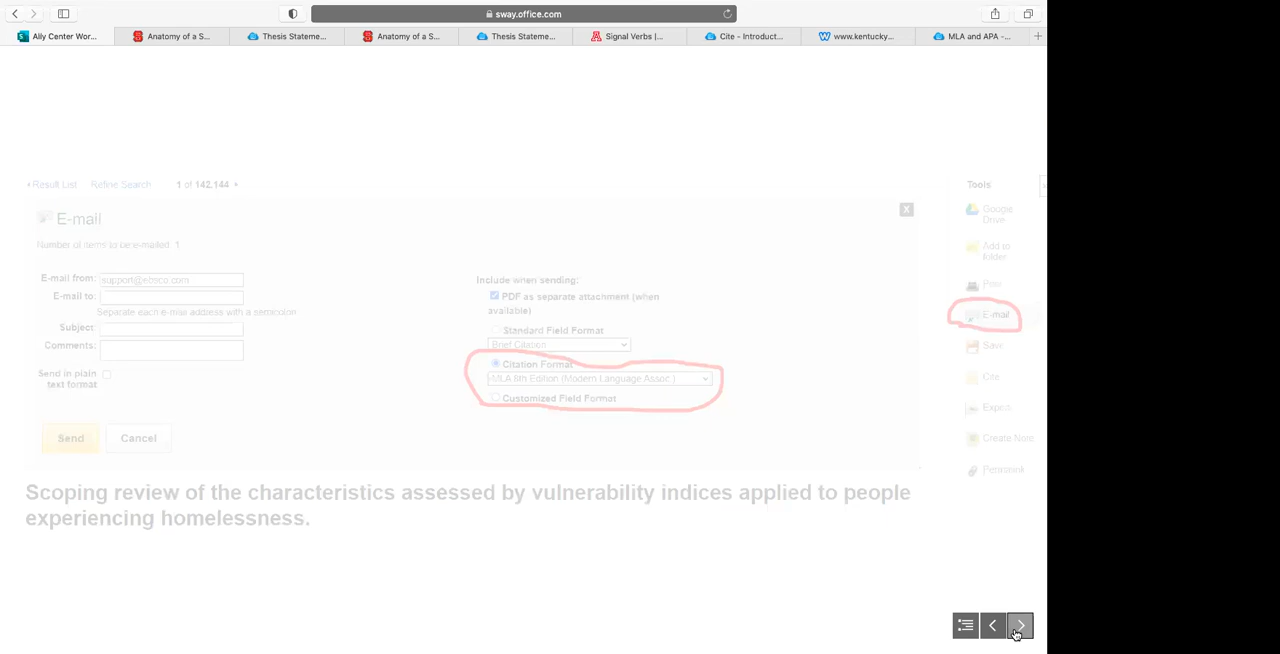 sway.office.com
Ally Center Wor...
Anatomy of a S...
Thesis Stateme...
Anatomy of a S...
Thesis Stateme...
Signal Verbs |...
Cite - Introduct...
www.kentucky...
MLA and APA -...
Result List Refine Search 1 of 142,144
E-mail
Number of items to be e-mailed: 1
E-mail from: support@ebsco.com
E-mail to:
Separate each e-mail address with a semicolon
Subject:
Comments:
Send in plain
text format
Send Cancel
Include when sending:
PDF as separate attachment (when
available)
Standard Field Format
Brief Citation
Citation Format
MLA 8th Edition (Modern Language Assoc.)
Customized Field Format
Tools
Google
Drive
Add to
folder
Print
E-mail
Save
Cite
Export
Create Note
Permalink
Scoping review of the characteristics assessed by vulnerability indices applied to people
experiencing homelessness.